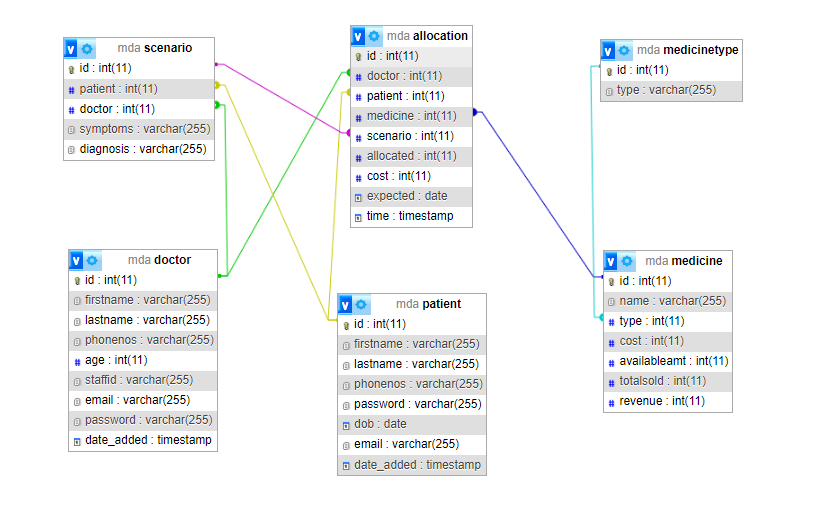 mda scenario
id : int(11)
patient : int(11)
doctor : int(11)
symptoms : varchar(255)
diagnosis : varchar(255)
mda allocation
id : int(11)
doctor : int(11)
patient : int(11)
medicine : int(11)
scenario : int(11)
allocated : int(11)
cost : int(11)
expected : date
time : timestamp
mda medicinetype
id : int(11)
type : varchar(255)
mda doctor
id : int(11)
firstname : varchar(255)
lastname : varchar(255)
phonenos : varchar(255)
age : int(11)
staffid : varchar(255)
email : varchar(255)
password : varchar(255)
date_added : timestamp
mda patient
id : int(11)
firstname : varchar(255)
lastname : varchar(255)
phonenos : varchar(255)
password : varchar(255)
dob : date
email : varchar(255)
date_added : timestamp
mda medicine
id : int(11)
name : varchar(255)
type : int(11)
cost : int(11)
availableamt : int(11)
totalsold : int(11)
revenue : int(11)